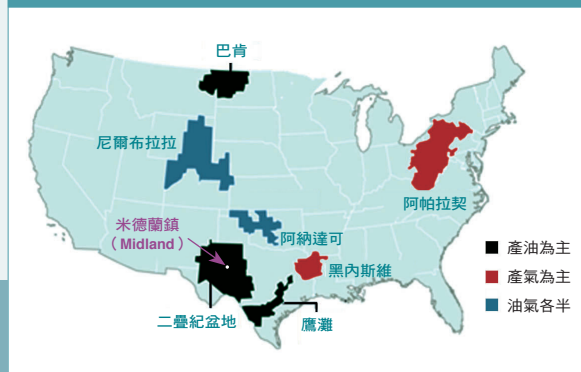 巴肯
尼爾布拉拉
阿帕拉契
米德蘭鎮
（Midland）
阿納達可
黑內斯維
二疊紀盆地
鷹灘
產油為主
產氣為主
油氣各半